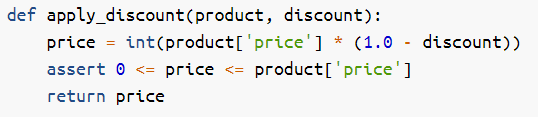 def apply_discount(product, discount):
    price = int(product['price'] * (1.0 - discount))
    assert 0 <= price <= product['price']
    return price